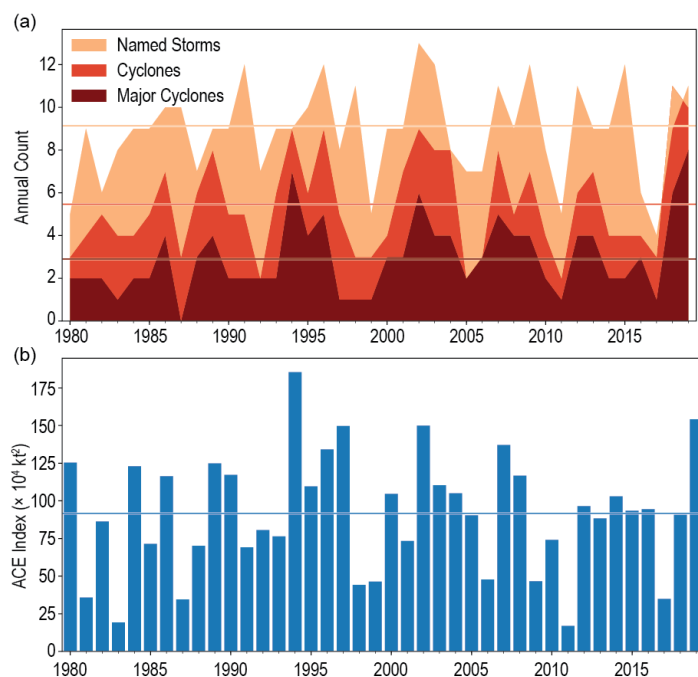 (a)
Named Storms
Cyclones
Major Cyclones
Annual Count
12
10
8
6
4
2
0
1980 1985 1990 1995 2000 2005 2010 2015
(b)
ACE Index (× 10⁴ kt²)
175
150
125
100
75
50
25
0
1980 1985 1990 1995 2000 2005 2010 2015